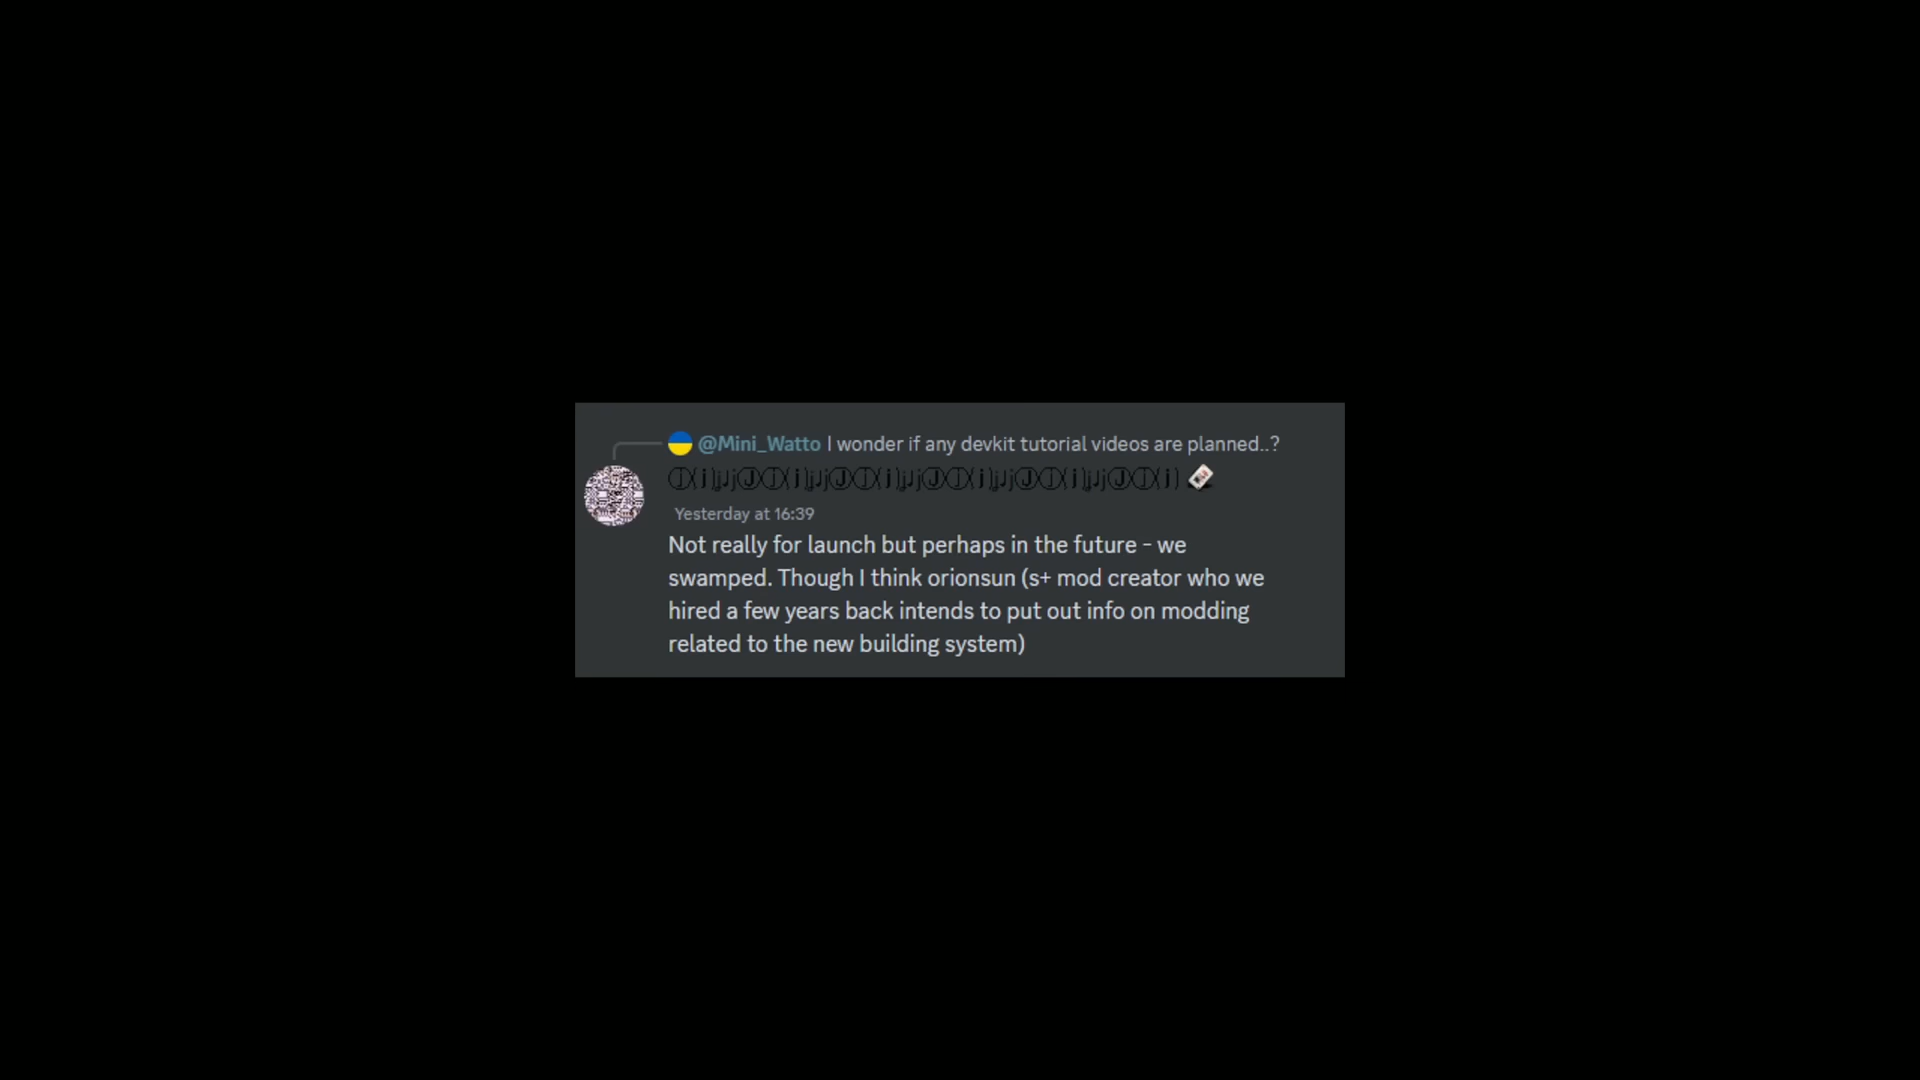 @Mini_Watto I wonder if any devkit tutorial videos are planned..?
Yesterday at 16:39
Not really for launch but perhaps in the future - we
swamped. Though I think orionsun (s+ mod creator who we
hired a few years back intends to put out info on modding
related to the new building system)